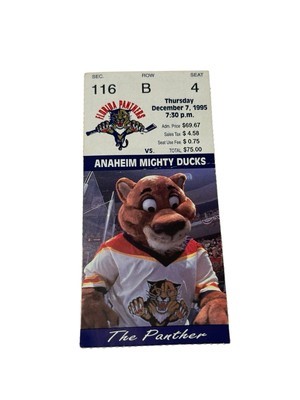 SEC. ROW SEAT
116 B 4
FLORIDA PANTHERS
Thursday
December 7, 1995
7:30 p.m.
Adm. Price $69.67
Sales Tax $ 4.58
Seat Use Fee $ 0.75
VS. TOTAL $75.00
ANAHEIM MIGHTY DUCKS
The Panther